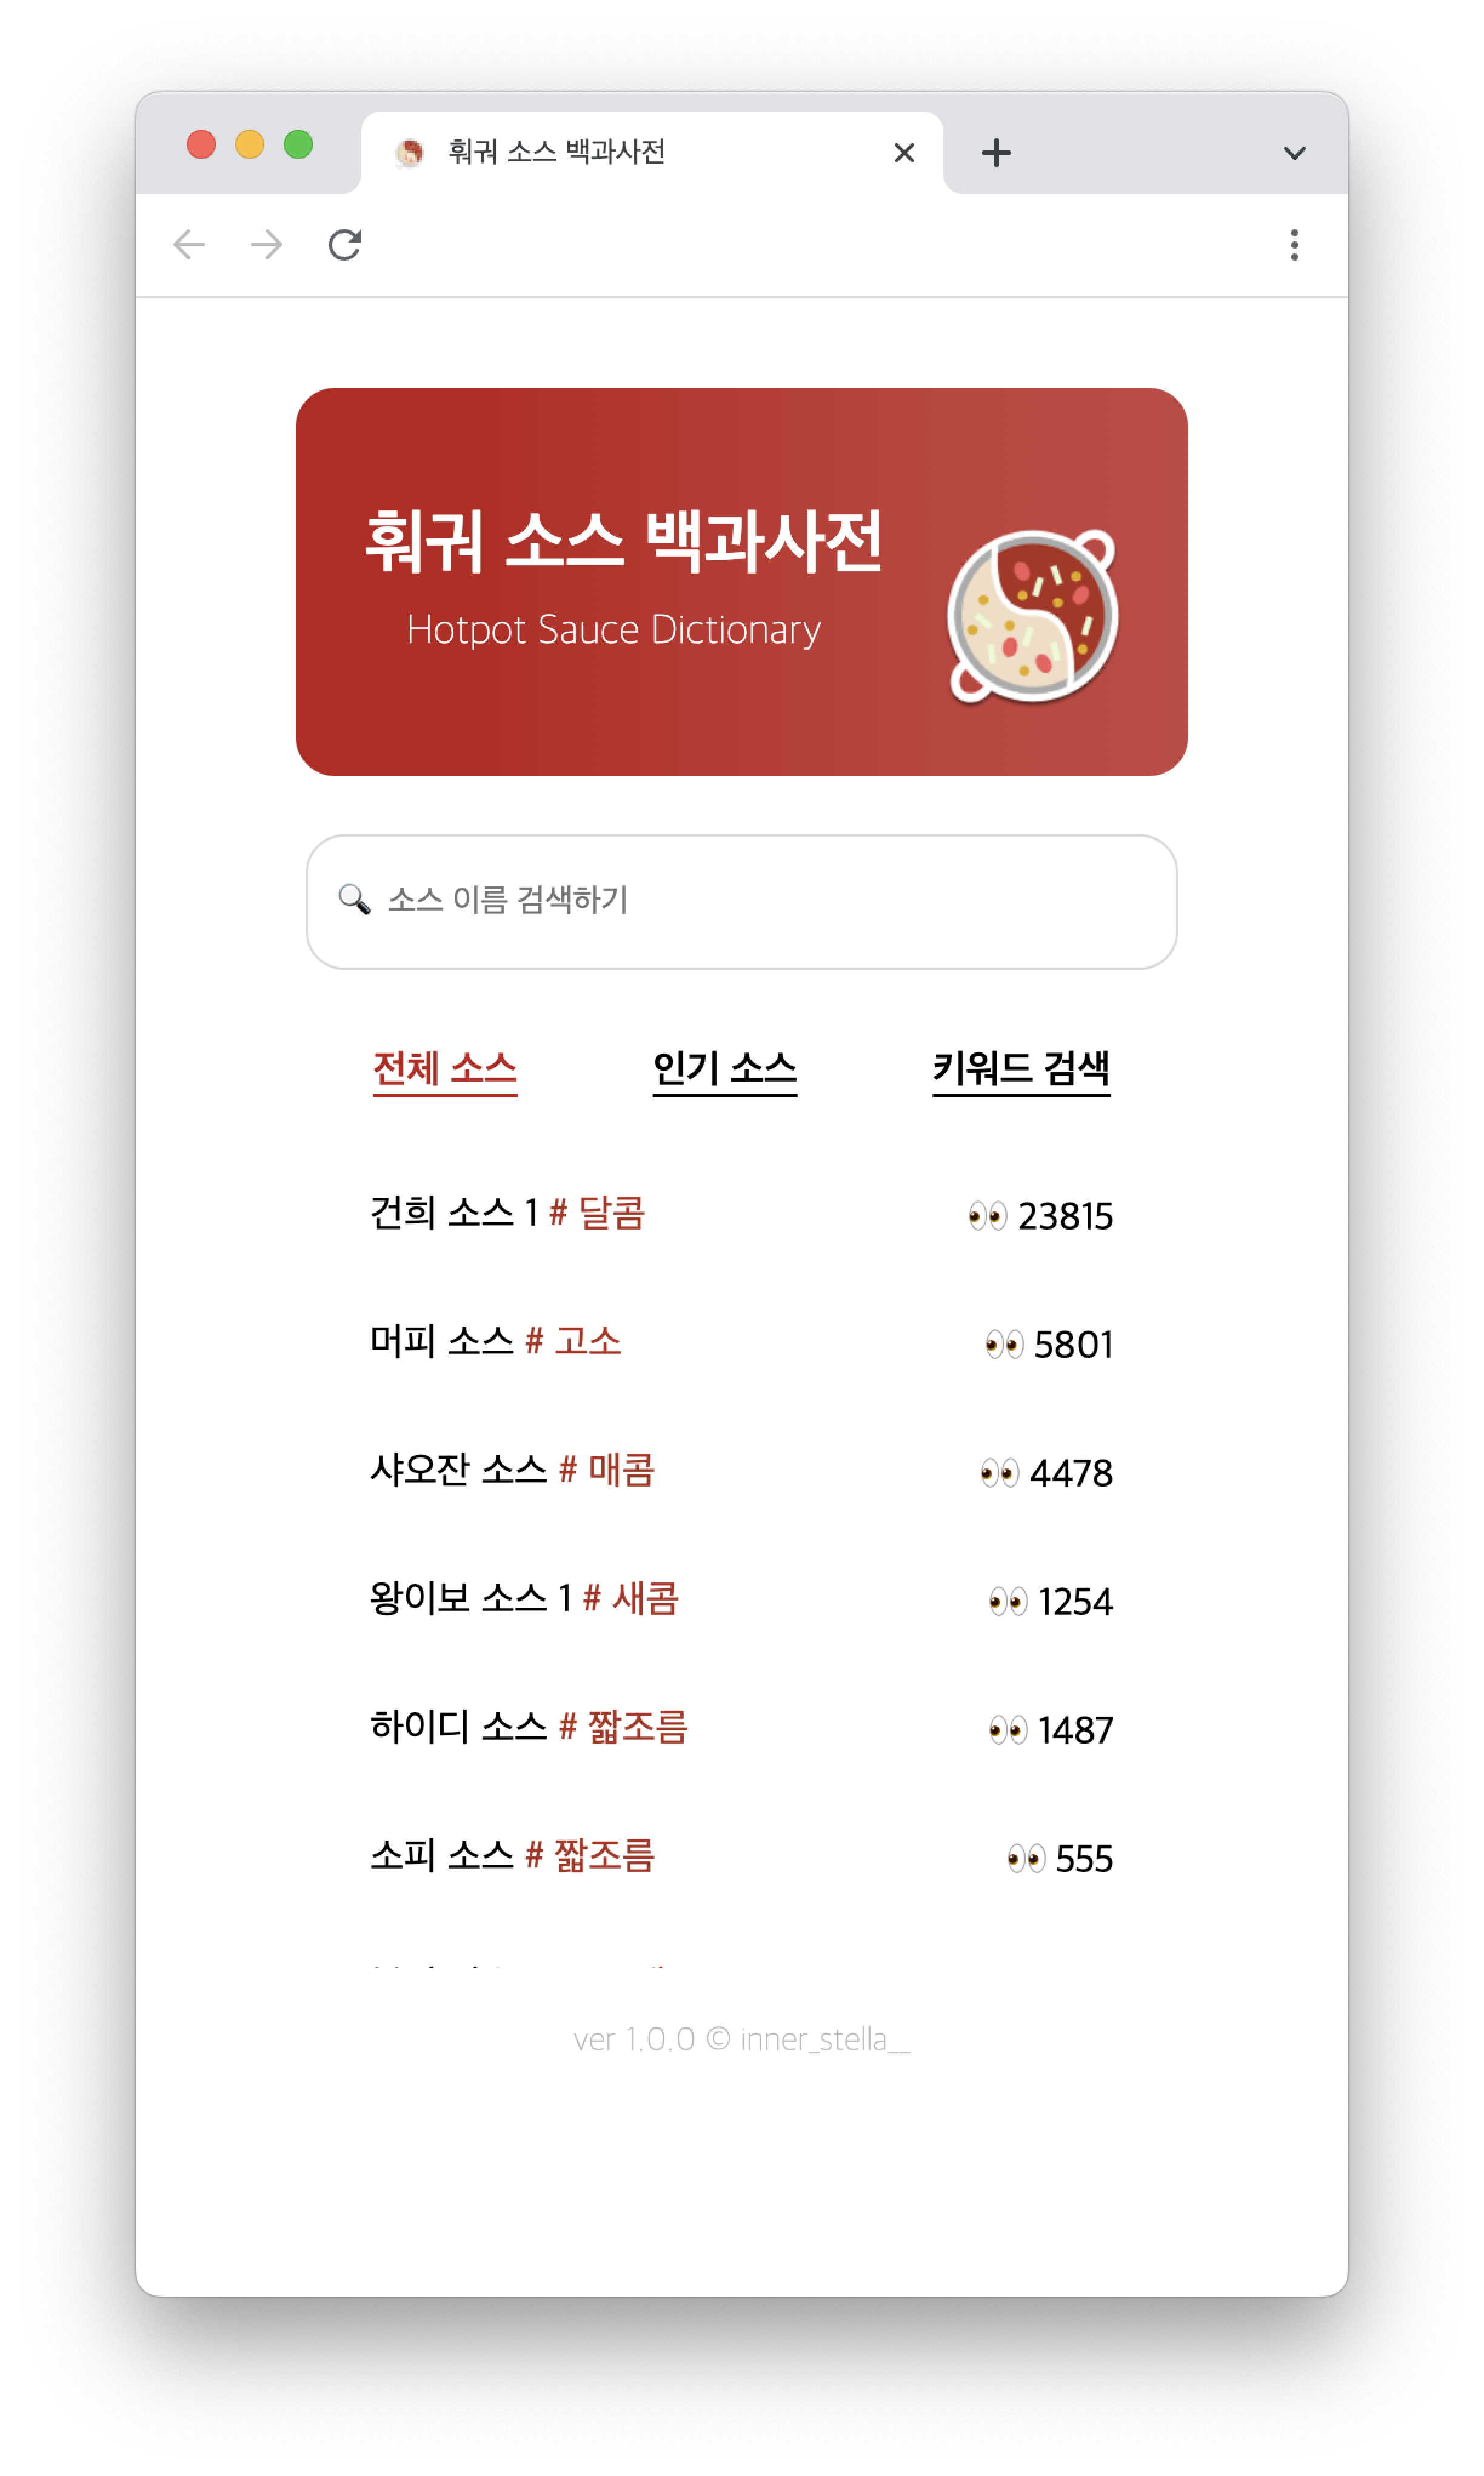 훠궈 소스 백과사전
훠궈 소스 백과사전
Hotpot Sauce Dictionary
🔍 소스 이름 검색하기
전체 소스 인기 소스 키워드 검색
건희 소스 1 # 달콤 👀 23815
머피 소스 # 고소 👀 5801
샤오잔 소스 # 매콤 👀 4478
왕이보 소스 1 # 새콤 👀 1254
하이디 소스 # 짧조름 👀 1487
소피 소스 # 짧조름 👀 555
ver 1.0.0 © inner_stella__